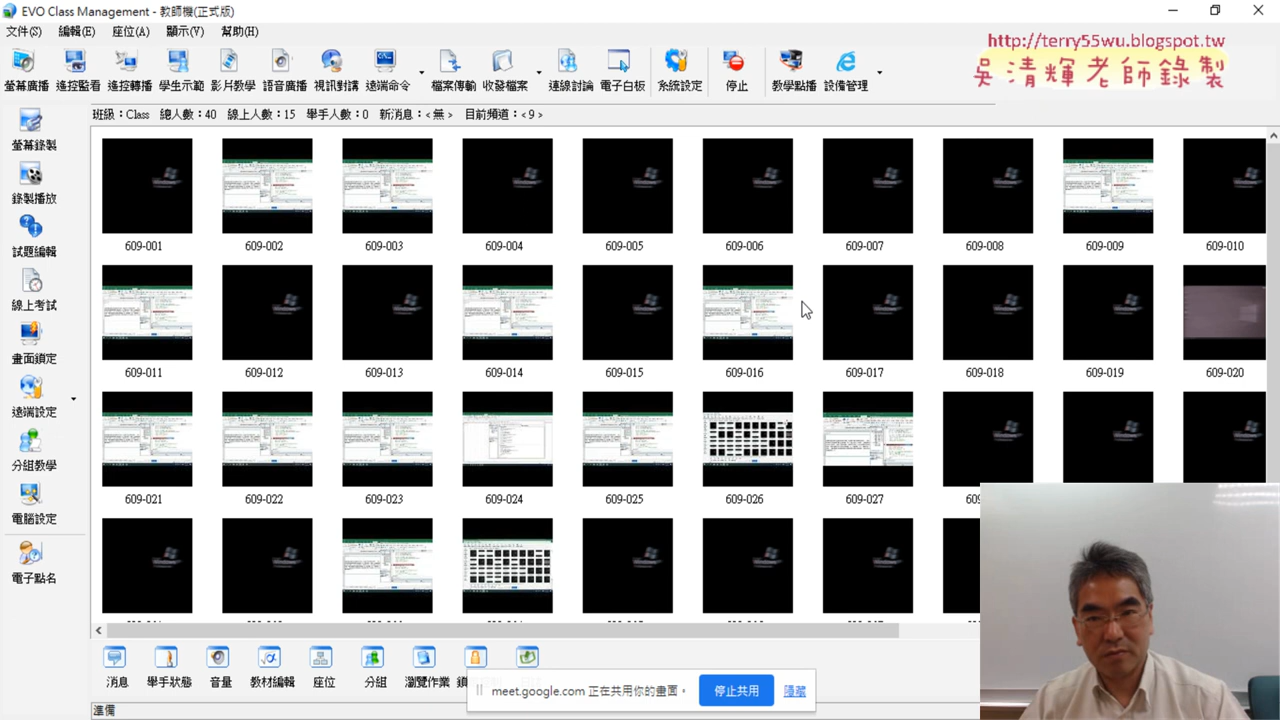 EVO Class Management - 教師機(正式版)
文件(S) 編輯(E) 座位(A) 顯示(V) 幫助(H)
http://terry55wu.blogspot.tw
吳清輝老師錄製
螢幕廣播 遙控監看 遙控轉播 學生示範 影片教學 語音廣播 視訊對講 遠端命令 檔案傳輸 收發檔案 連線討論 電子白板 系統設定 停止 教學點播 設備管理
班級：Class 總人數：40 線上人數：15 舉手人數：0 新消息：< 無 > 目前頻道：< 9 >
螢幕錄製
錄製播放
試題編輯
線上考試
畫面鎖定
遠端設定
分組教學
電腦設定
電子點名
609-001 609-002 609-003 609-004 609-005 609-006 609-007 609-008 609-009 609-010
609-011 609-012 609-013 609-014 609-015 609-016 609-017 609-018 609-019 609-020
609-021 609-022 609-023 609-024 609-025 609-026 609-027
消息 舉手狀態 音量 教材編輯 座位 分組 瀏覽作業
meet.google.com 正在共用你的畫面。 停止共用 隱藏
準備